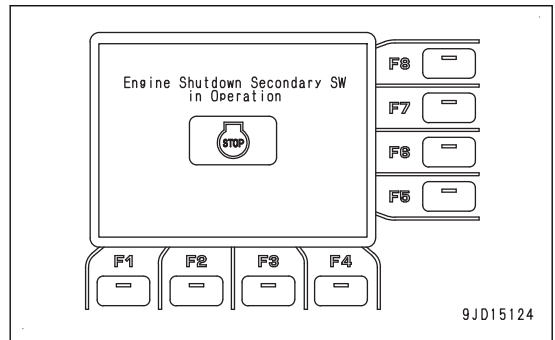 Engine Shutdown Secondary SW
in Operation
STOP
F8
F7
F6
F5
F1
F2
F3
F4
9JD15124